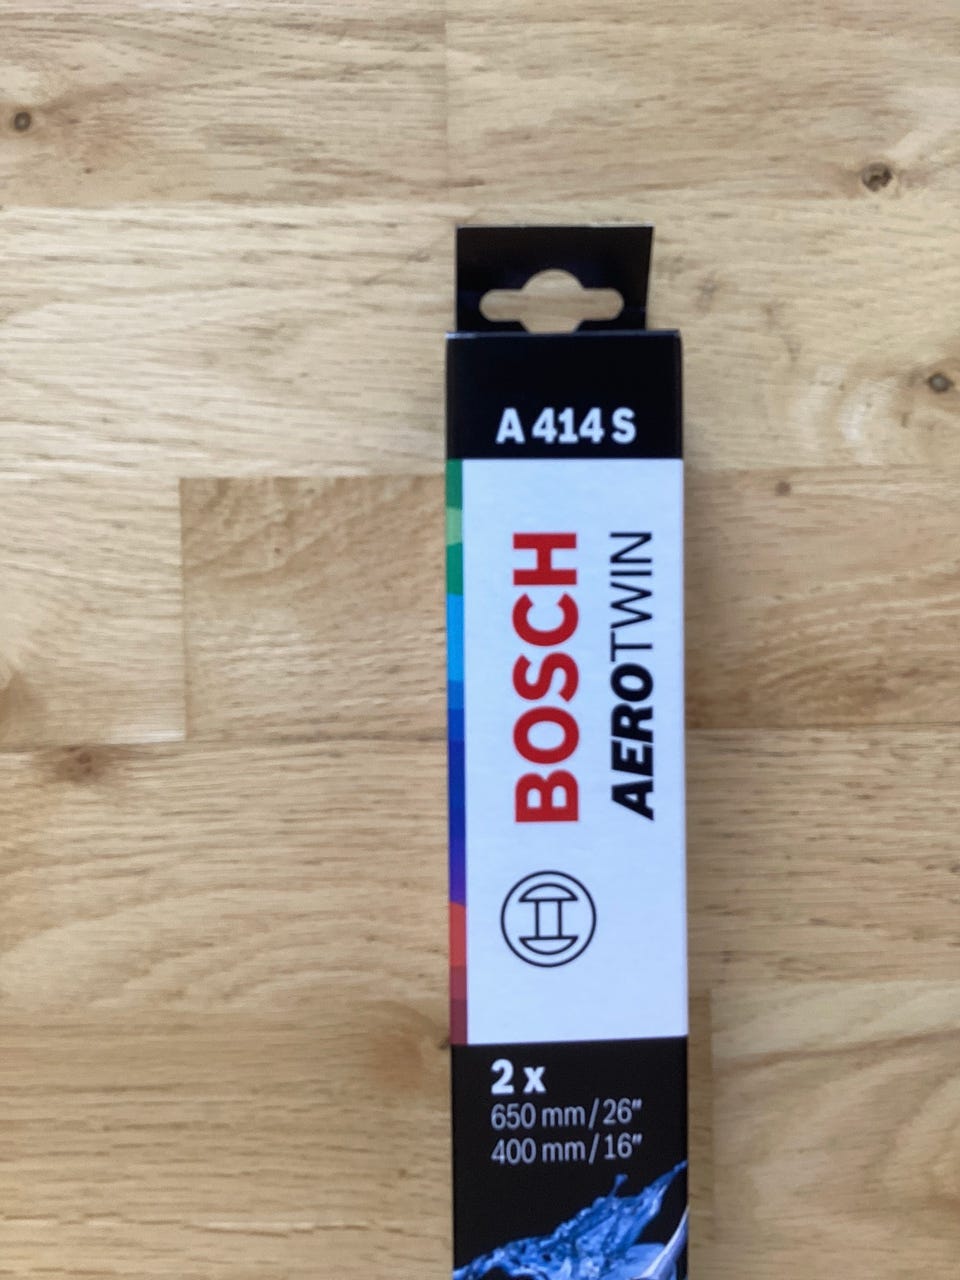 A 414 S
BOSCH
AEROTWIN
2 x
650 mm / 26"
400 mm / 16"